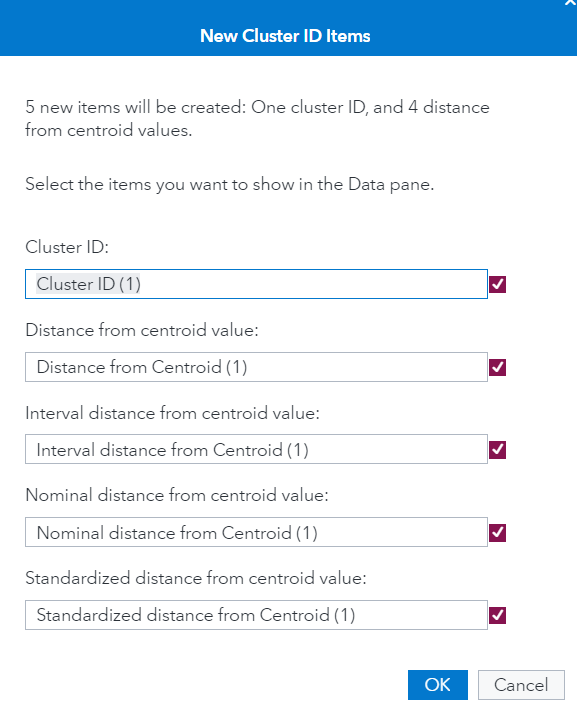 New Cluster ID Items
5 new items will be created: One cluster ID, and 4 distance
from centroid values.
Select the items you want to show in the Data pane.
Cluster ID:
Cluster ID (1)
Distance from centroid value:
Distance from Centroid (1)
Interval distance from centroid value:
Interval distance from Centroid (1)
Nominal distance from centroid value:
Nominal distance from Centroid (1)
Standardized distance from centroid value:
Standardized distance from Centroid (1)
OK Cancel